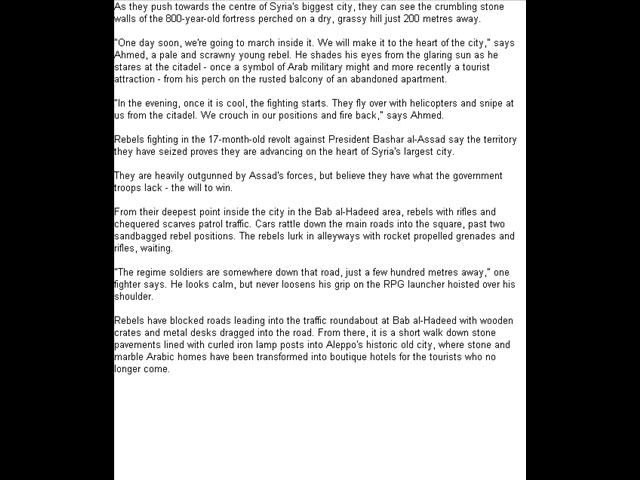 As they push towards the centre of Syria's biggest city, they can see the crumbling stone
walls of the 800-year-old fortress perched on a dry, grassy hill just 200 metres away.
"One day soon, we're going to march inside it. We will make it to the heart of the city," says
Ahmed, a pale and scrawny young rebel. He shades his eyes from the glaring sun as he
stares at the citadel - once a symbol of Arab military might and more recently a tourist
attraction - from his perch on the rusted balcony of an abandoned apartment.
"In the evening, once it is cool, the fighting starts. They fly over with helicopters and snipe at
us from the citadel. We crouch in our positions and fire back," says Ahmed.
Rebels fighting in the 17-month-old revolt against President Bashar al-Assad say the territory
they have seized proves they are advancing on the heart of Syria's largest city.
They are heavily outgunned by Assad's forces, but believe they have what the government
troops lack - the will to win.
From their deepest point inside the city in the Bab al-Hadeed area, rebels with rifles and
chequered scarves patrol traffic. Cars rattle down the main roads into the square, past two
sandbagged rebel positions. The rebels lurk in alleyways with rocket propelled grenades and
rifles, waiting.
"The regime soldiers are somewhere down that road, just a few hundred metres away," one
fighter says. He looks calm, but never loosens his grip on the RPG launcher hoisted over his
shoulder.
Rebels have blocked roads leading into the traffic roundabout at Bab al-Hadeed with wooden
crates and metal desks dragged into the road. From there, it is a short walk down stone
pavements lined with curled iron lamp posts into Aleppo's historic old city, where stone and
marble Arabic homes have been transformed into boutique hotels for the tourists who no
longer come.